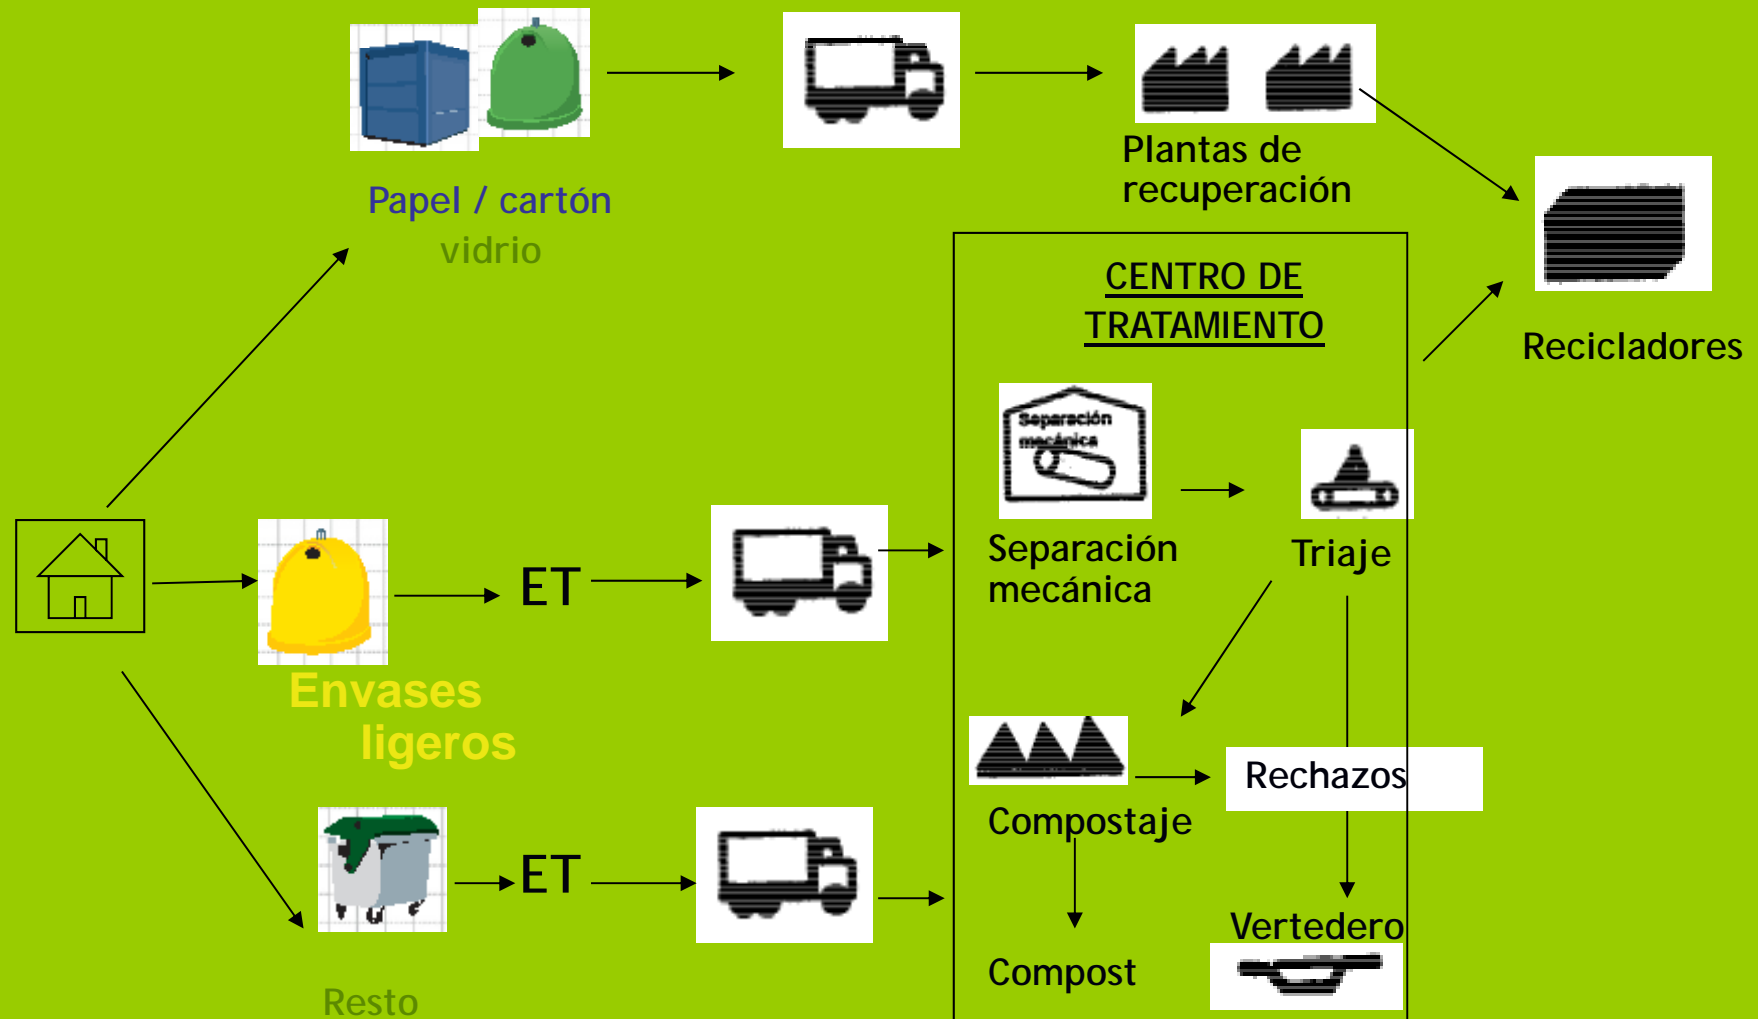 Papel / cartón
vidrio
Plantas de
recuperación
Recicladores
CENTRO DE
TRATAMIENTO
Separación
mecánica
Separación
mecánica
Triaje
Envases
ligeros
ET
Compostaje
Rechazos
ET
Compost
Vertedero
Resto